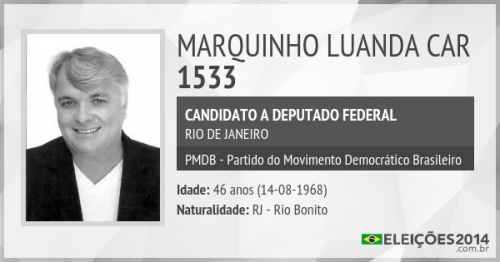 MARQUINHO LUANDA CAR
1533
CANDIDATO A DEPUTADO FEDERAL
RIO DE JANEIRO
PMDB - Partido do Movimento Democrático Brasileiro
Idade: 46 anos (14-08-1968)
Naturalidade: RJ - Rio Bonito
ELEIÇÕES2014
.com.br